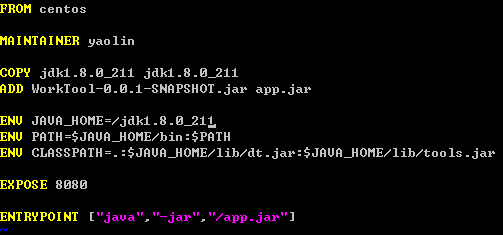 FROM centos
MAINTAINER yaolin
COPY jdk1.8.0_211 jdk1.8.0_211
ADD WorkTool-0.0.1-SNAPSHOT.jar app.jar
ENV JAVA_HOME=/jdk1.8.0_211
ENV PATH=$JAVA_HOME/bin:$PATH
ENV CLASSPATH=.:$JAVA_HOME/lib/dt.jar:$JAVA_HOME/lib/tools.jar
EXPOSE 8080
ENTRYPOINT ["java","-jar","/app.jar"]
~